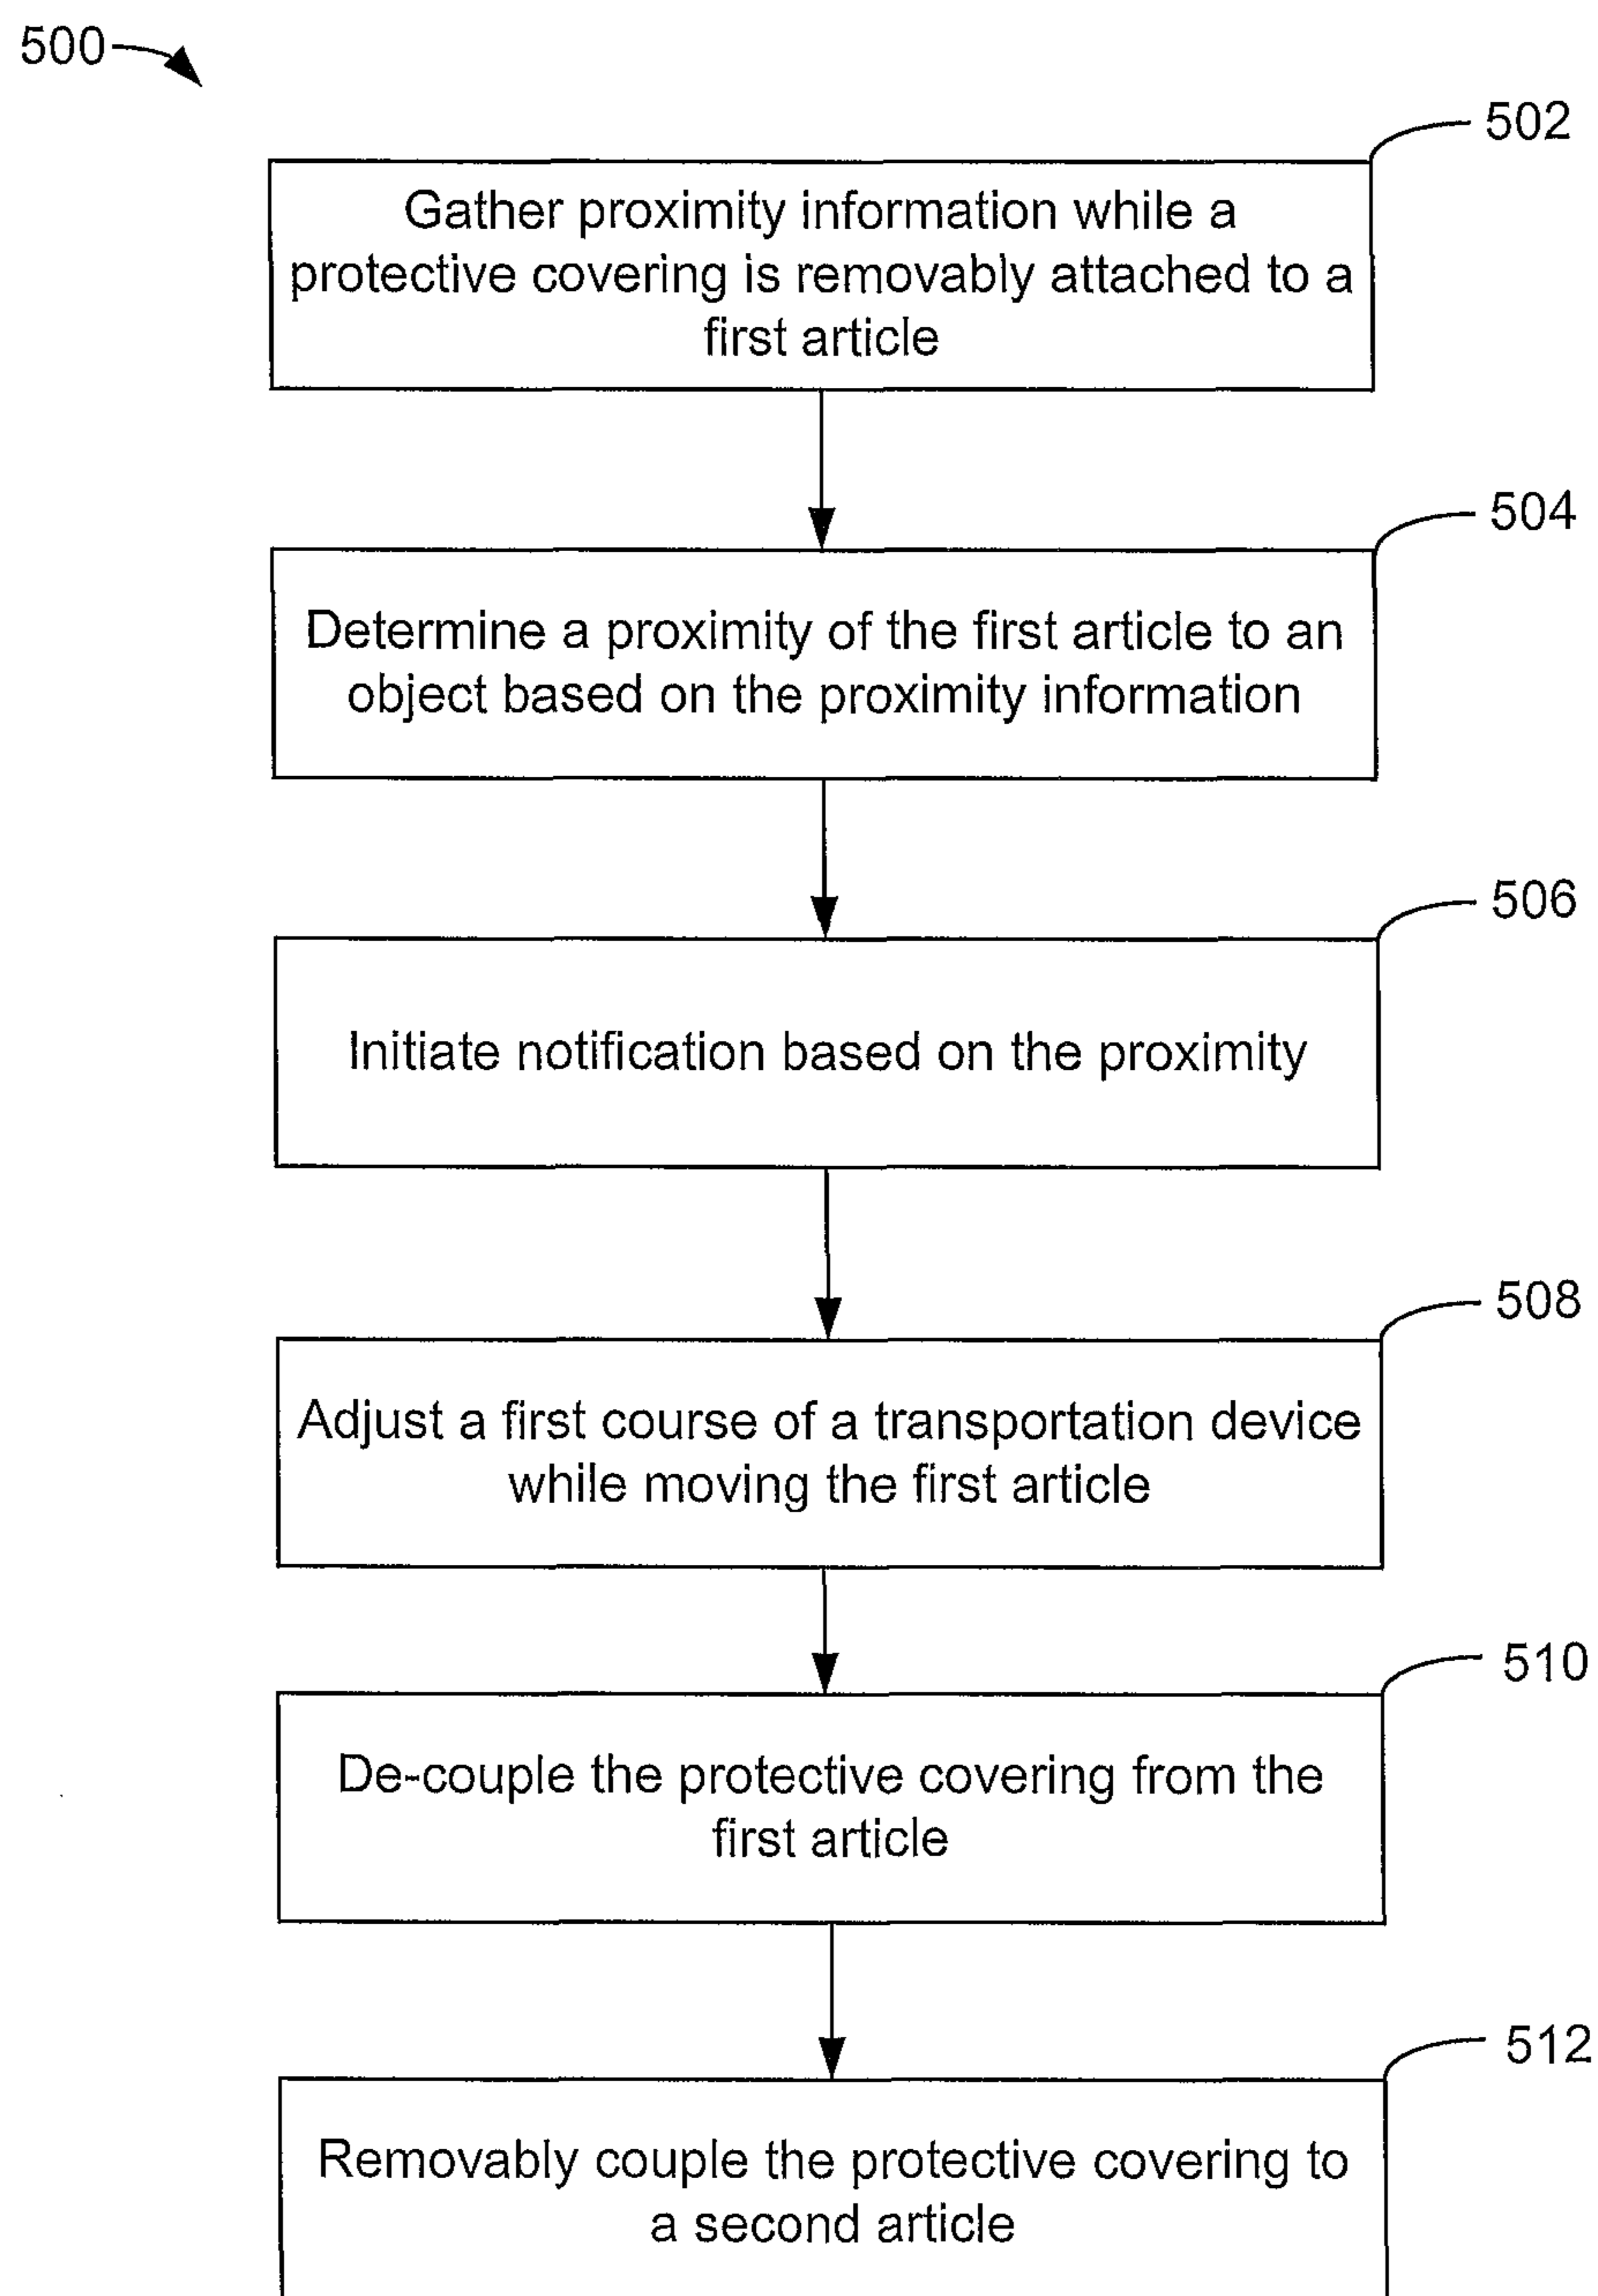 500
502
Gather proximity information while a
protective covering is removably attached to a
first article
504
Determine a proximity of the first article to an
object based on the proximity information
506
Initiate notification based on the proximity
508
Adjust a first course of a transportation device
while moving the first article
510
De-couple the protective covering from the
first article
512
Removably couple the protective covering to
a second article